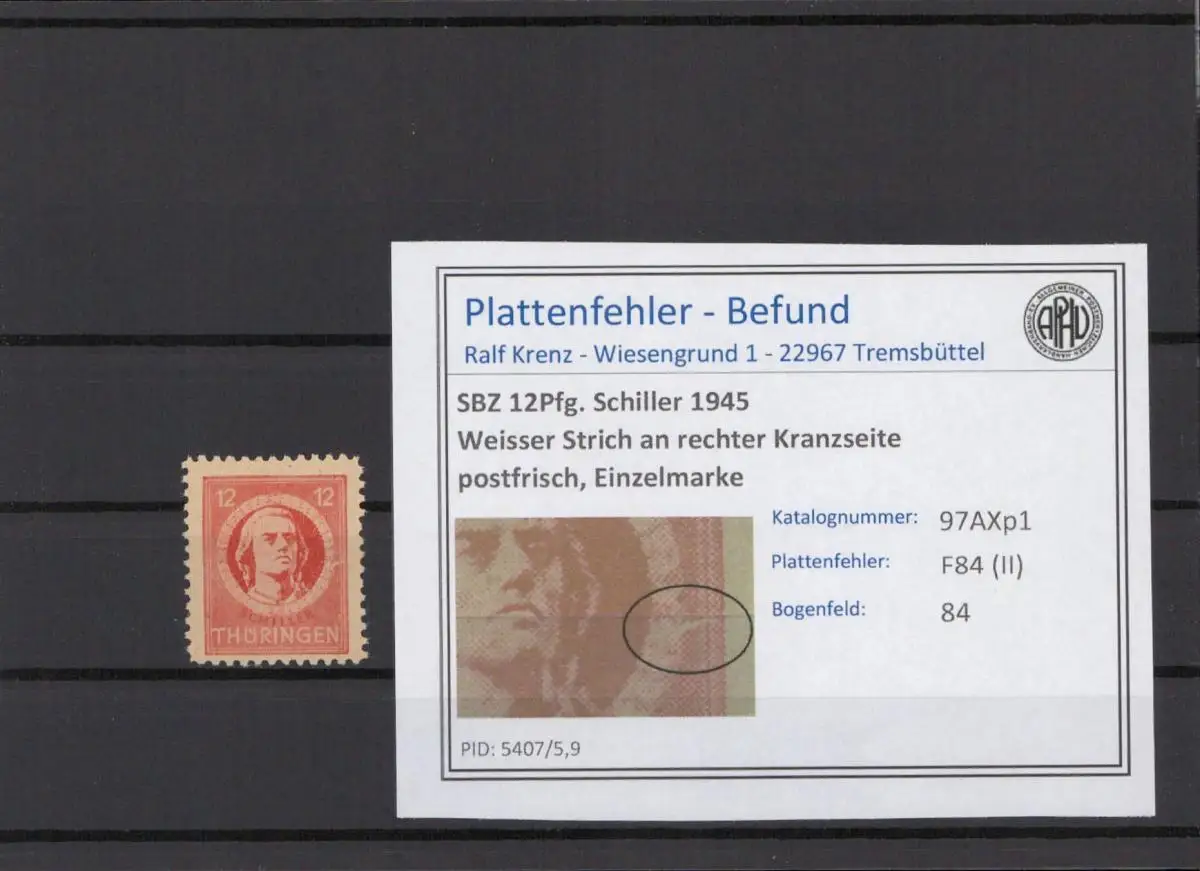 12 12
SCHILLER
THÜRINGEN
Plattenfehler - Befund
Ralf Krenz - Wiesengrund 1 - 22967 Tremsbüttel
APHV
SBZ 12Pfg. Schiller 1945
Weisser Strich an rechter Kranzseite
postfrisch, Einzelmarke
Katalognummer: 97AXp1
Plattenfehler: F84 (II)
Bogenfeld: 84
PID: 5407/5,9